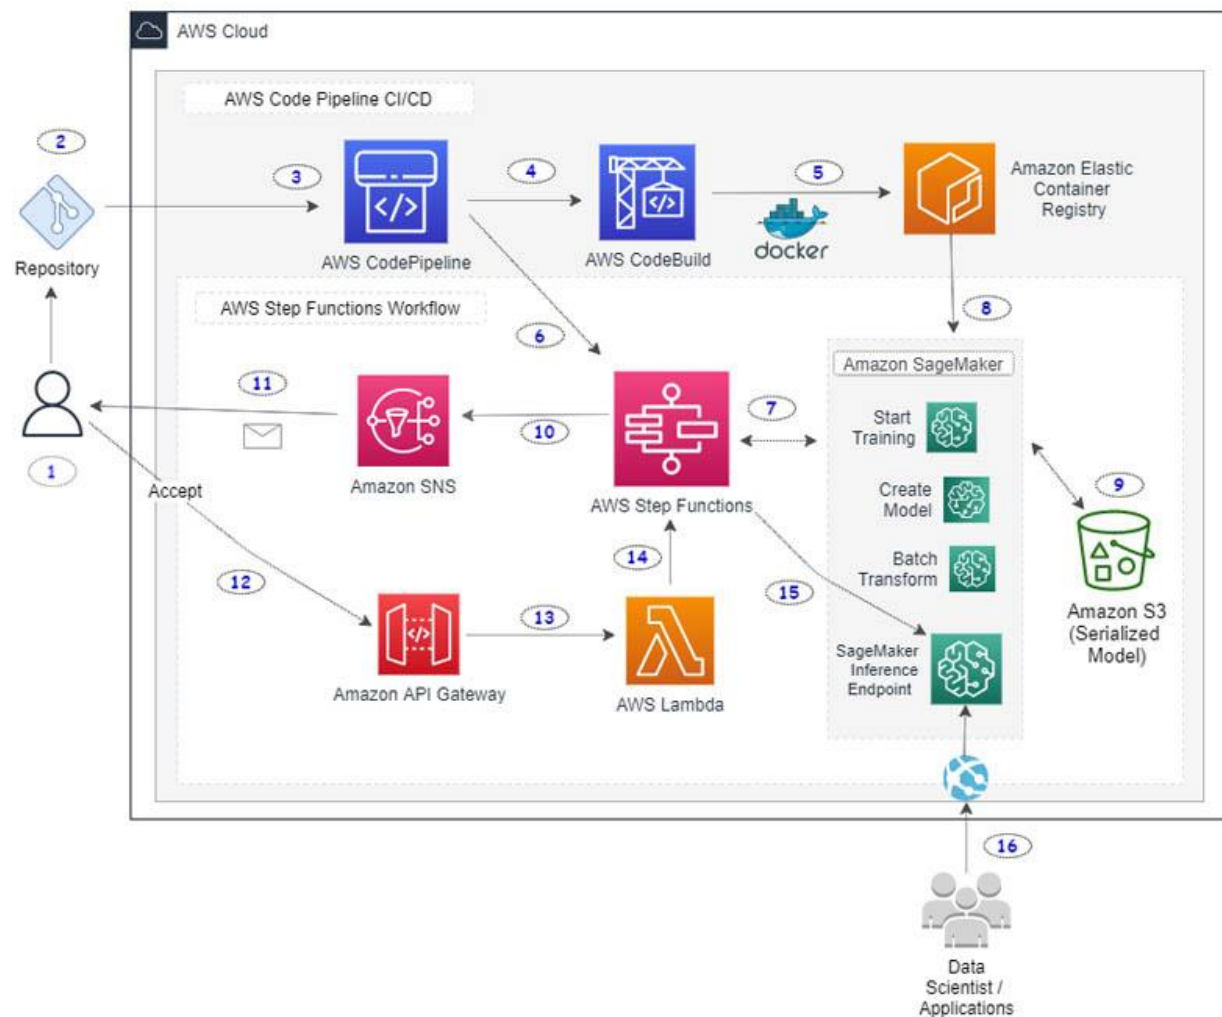 AWS Cloud
AWS Code Pipeline CI/CD
2
3
4
5
Amazon Elastic
Container
Registry
</>
</>
docker
Repository
AWS CodePipeline
AWS CodeBuild
AWS Step Functions Workflow
6
8
Amazon SageMaker
11
7
Start
Training
10
1
Accept
Amazon SNS
AWS Step Functions
Create
Model
9
14
Batch
Transform
12
15
Amazon S3
(Serialized
Model)
13
</>
SageMaker
Inference
Endpoint
Amazon API Gateway
AWS Lambda
16
Data
Scientist /
Applications